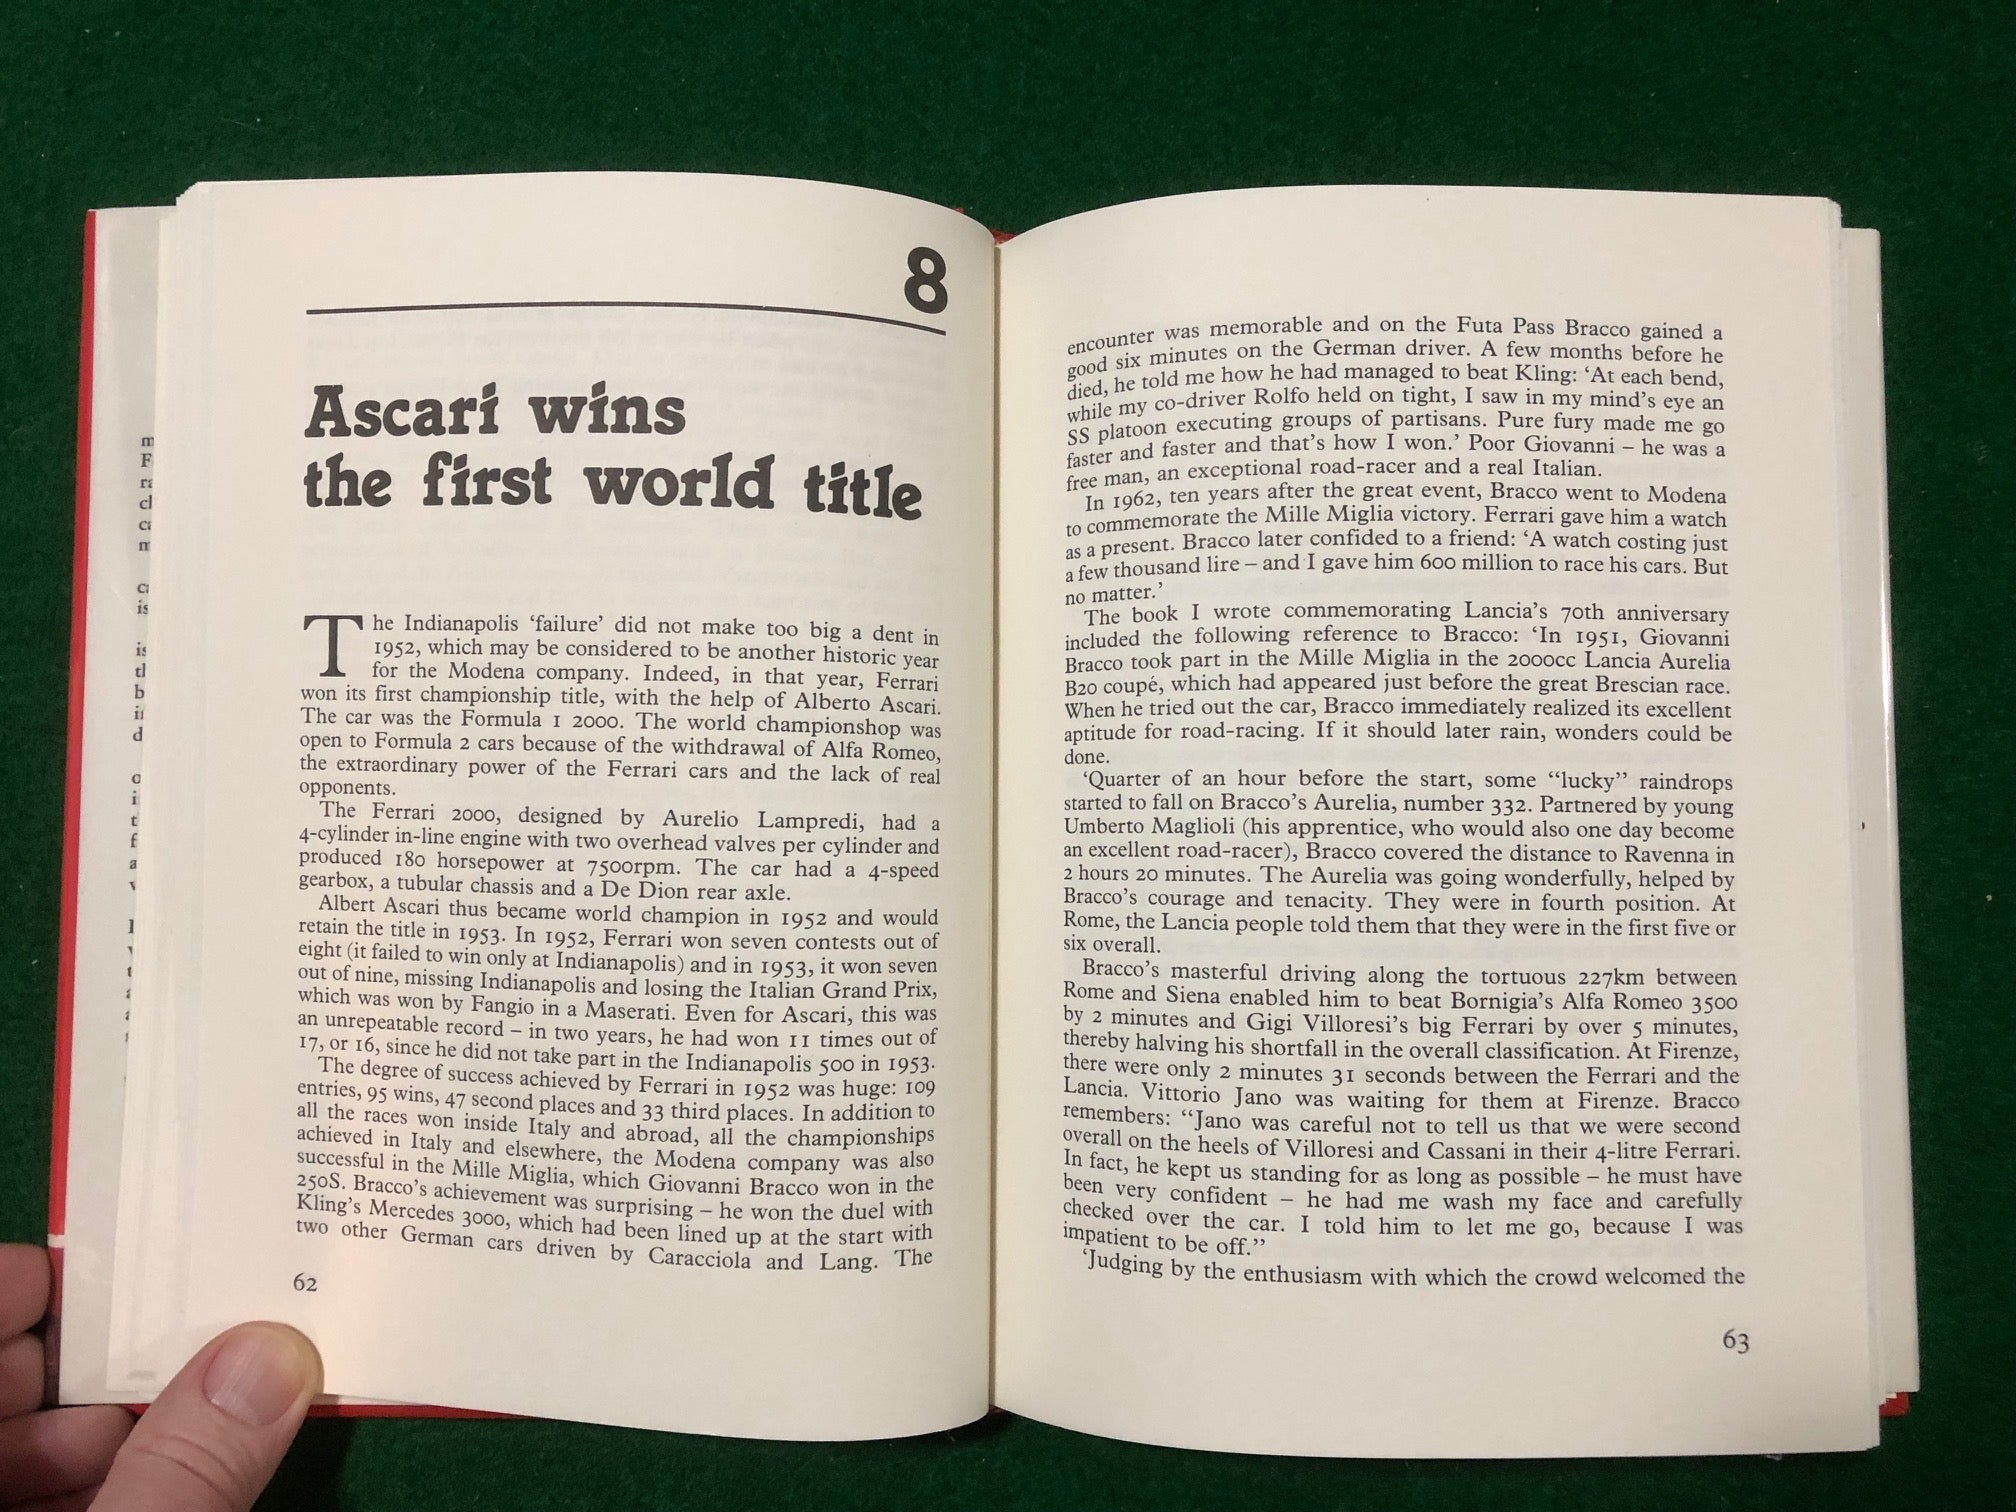 8
Ascari wins
the first world title
The Indianapolis ‘failure’ did not make too big a dent in
1952, which may be considered to be another historic year
for the Modena company. Indeed, in that year, Ferrari
won its first championship title, with the help of Alberto Ascari.
The car was the Formula 1 2000. The world championshop was
open to Formula 2 cars because of the withdrawal of Alfa Romeo,
the extraordinary power of the Ferrari cars and the lack of real
opponents.
The Ferrari 2000, designed by Aurelio Lampredi, had a
4-cylinder in-line engine with two overhead valves per cylinder and
produced 180 horsepower at 7500rpm. The car had a 4-speed
gearbox, a tubular chassis and a De Dion rear axle.
Albert Ascari thus became world champion in 1952 and would
retain the title in 1953. In 1952, Ferrari won seven contests out of
eight (it failed to win only at Indianapolis) and in 1953, it won seven
out of nine, missing Indianapolis and losing the Italian Grand Prix,
which was won by Fangio in a Maserati. Even for Ascari, this was
an unrepeatable record – in two years, he had won 11 times out of
17, or 16, since he did not take part in the Indianapolis 500 in 1953.
The degree of success achieved by Ferrari in 1952 was huge: 109
entries, 95 wins, 47 second places and 33 third places. In addition to
all the races won inside Italy and abroad, all the championships
achieved in Italy and elsewhere, the Modena company was also
successful in the Mille Miglia, which Giovanni Bracco won in the
250S. Bracco’s achievement was surprising – he won the duel with
Kling’s Mercedes 3000, which had been lined up at the start with
two other German cars driven by Caracciola and Lang. The
62
encounter was memorable and on the Futa Pass Bracco gained a
good six minutes on the German driver. A few months before he
died, he told me how he had managed to beat Kling: ‘At each bend,
while my co-driver Rolfo held on tight, I saw in my mind’s eye an
SS platoon executing groups of partisans. Pure fury made me go
faster and faster and that’s how I won.’ Poor Giovanni – he was a
free man, an exceptional road-racer and a real Italian.
In 1962, ten years after the great event, Bracco went to Modena
to commemorate the Mille Miglia victory. Ferrari gave him a watch
as a present. Bracco later confided to a friend: ‘A watch costing just
a few thousand lire – and I gave him 600 million to race his cars. But
no matter.’
The book I wrote commemorating Lancia’s 70th anniversary
included the following reference to Bracco: ‘In 1951, Giovanni
Bracco took part in the Mille Miglia in the 2000cc Lancia Aurelia
B20 coupé, which had appeared just before the great Brescian race.
When he tried out the car, Bracco immediately realized its excellent
aptitude for road-racing. If it should later rain, wonders could be
done.
‘Quarter of an hour before the start, some “lucky” raindrops
started to fall on Bracco’s Aurelia, number 332. Partnered by young
Umberto Maglioli (his apprentice, who would also one day become
an excellent road-racer), Bracco covered the distance to Ravenna in
2 hours 20 minutes. The Aurelia was going wonderfully, helped by
Bracco’s courage and tenacity. They were in fourth position. At
Rome, the Lancia people told them that they were in the first five or
six overall.
Bracco’s masterful driving along the tortuous 227km between
Rome and Siena enabled him to beat Bornigia’s Alfa Romeo 3500
by 2 minutes and Gigi Villoresi’s big Ferrari by over 5 minutes,
thereby halving his shortfall in the overall classification. At Firenze,
there were only 2 minutes 31 seconds between the Ferrari and the
Lancia. Vittorio Jano was waiting for them at Firenze. Bracco
remembers: “Jano was careful not to tell us that we were second
overall on the heels of Villoresi and Cassani in their 4-litre Ferrari.
In fact, he kept us standing for as long as possible – he must have
been very confident – he had me wash my face and carefully
checked over the car. I told him to let me go, because I was
impatient to be off.”
‘Judging by the enthusiasm with which the crowd welcomed the
63